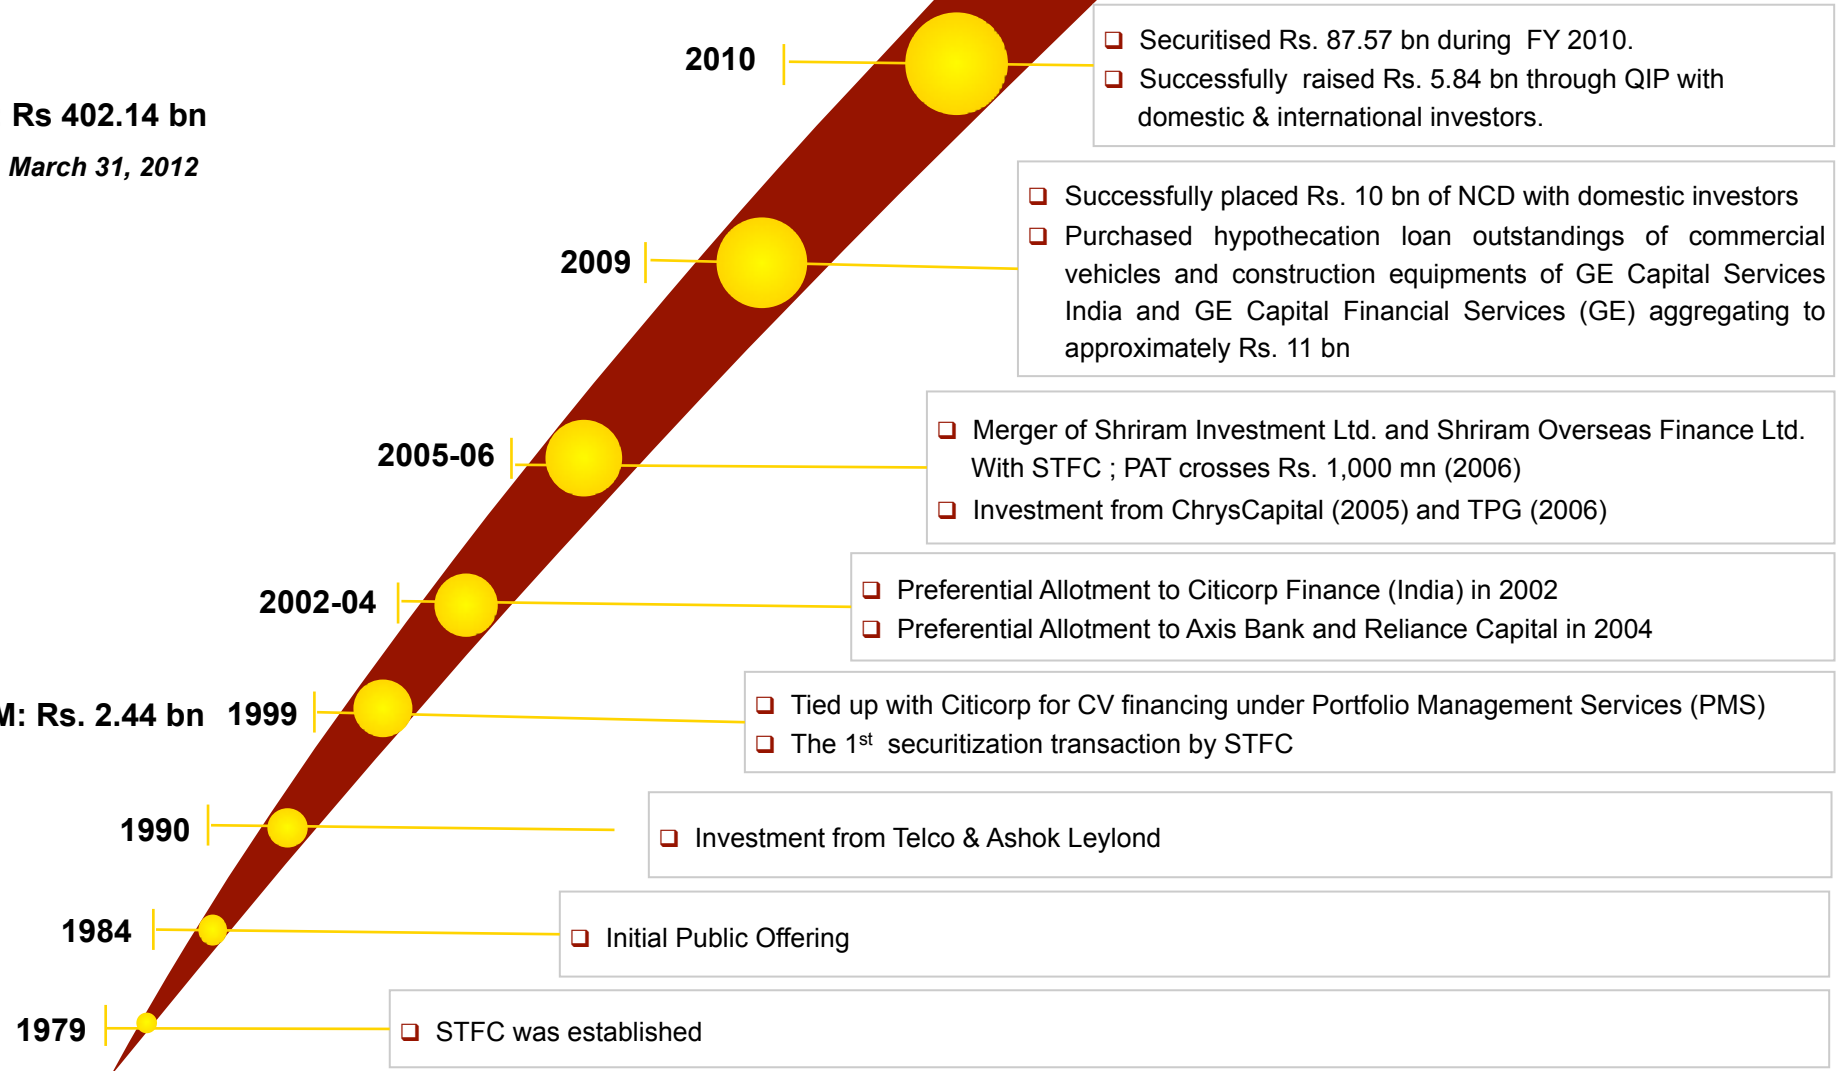 2010
Securitised Rs. 87.57 bn during FY 2010.
Successfully raised Rs. 5.84 bn through QIP with
domestic & international investors.
Rs 402.14 bn
March 31, 2012
2009
Successfully placed Rs. 10 bn of NCD with domestic investors
Purchased hypothecation loan outstandings of commercial
vehicles and construction equipments of GE Capital Services
India and GE Capital Financial Services (GE) aggregating to
approximately Rs. 11 bn
2005-06
Merger of Shriram Investment Ltd. and Shriram Overseas Finance Ltd.
With STFC ; PAT crosses Rs. 1,000 mn (2006)
Investment from ChrysCapital (2005) and TPG (2006)
2002-04
Preferential Allotment to Citicorp Finance (India) in 2002
Preferential Allotment to Axis Bank and Reliance Capital in 2004
M: Rs. 2.44 bn
1999
Tied up with Citicorp for CV financing under Portfolio Management Services (PMS)
The 1st securitization transaction by STFC
1990
Investment from Telco & Ashok Leylond
1984
Initial Public Offering
1979
STFC was established